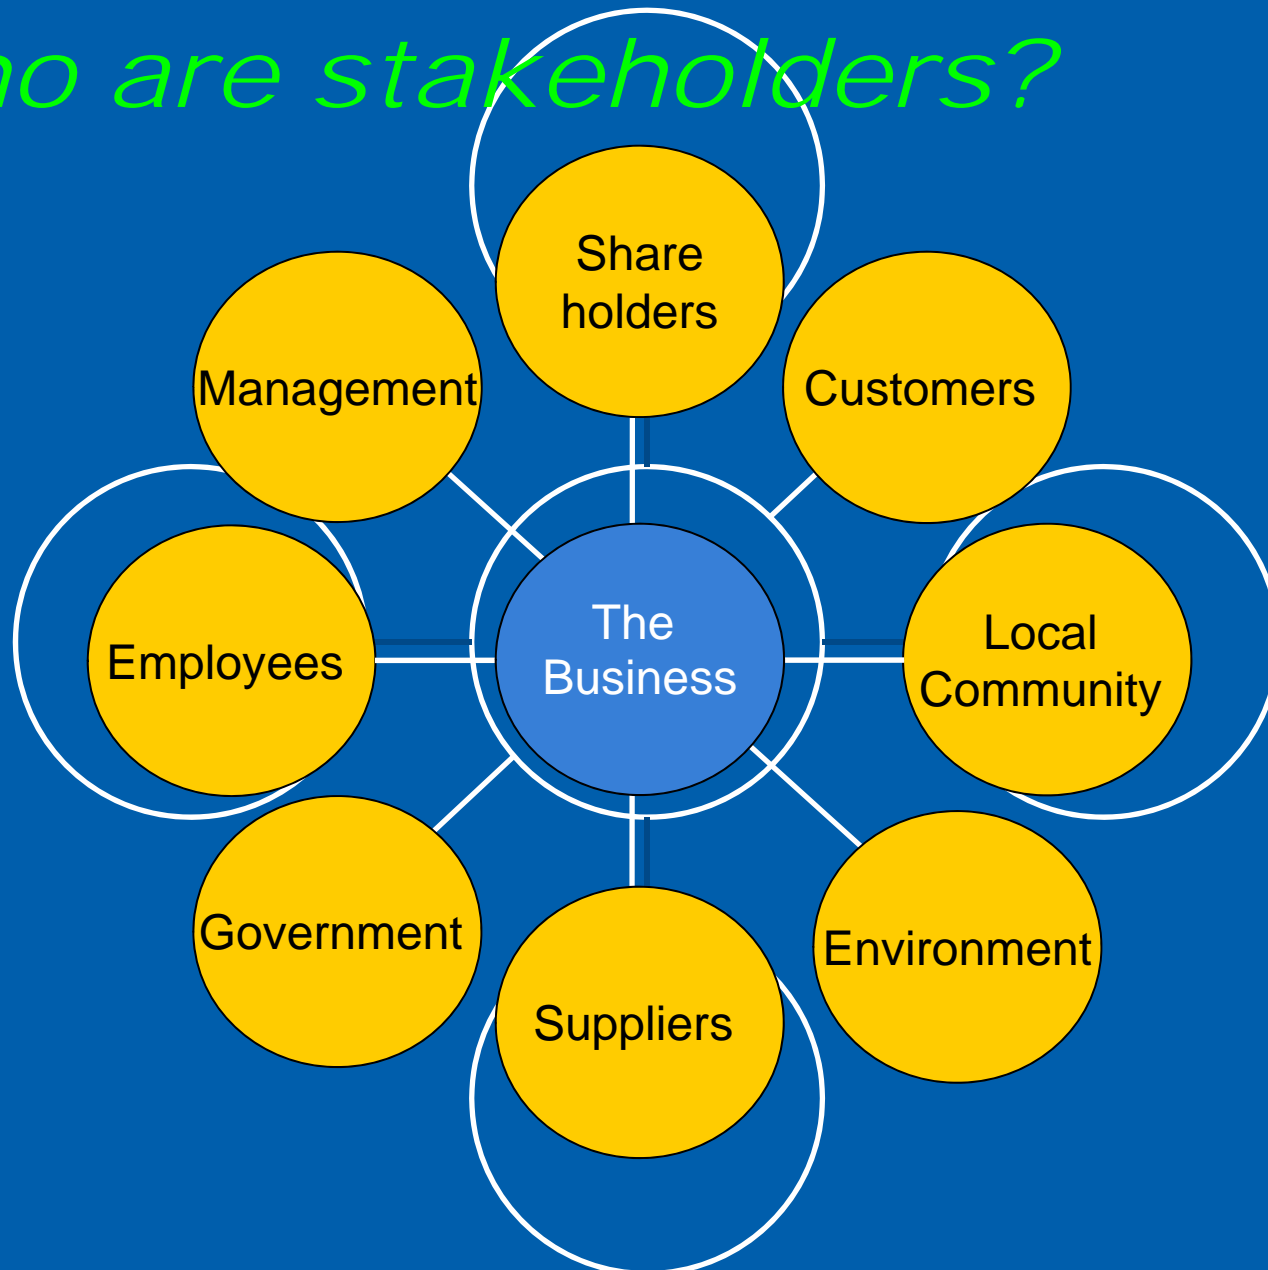 ho are stakeholders?
Share
holders
Management
Customers
The
Business
Employees
Local
Community
Government
Environment
Suppliers